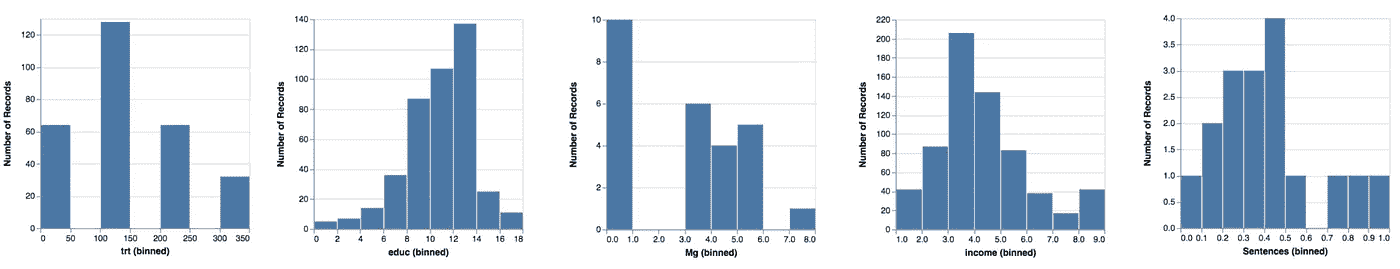 Number of Records
120
100
80
60
40
20
0
0 50 100 150 200 250 300 350
trt (binned)
Number of Records
140
120
100
80
60
40
20
0
0 2 4 6 8 10 12 14 16 18
educ (binned)
Number of Records
10
8
6
4
2
0
0.0 1.0 2.0 3.0 4.0 5.0 6.0 7.0 8.0
Mg (binned)
Number of Records
220
200
180
160
140
120
100
80
60
40
20
0
1.0 2.0 3.0 4.0 5.0 6.0 7.0 8.0 9.0
income (binned)
Number of Records
4.0
3.5
3.0
2.5
2.0
1.5
1.0
0.5
0.0
0.0 0.1 0.2 0.3 0.4 0.5 0.6 0.7 0.8 0.9 1.0
Sentences (binned)